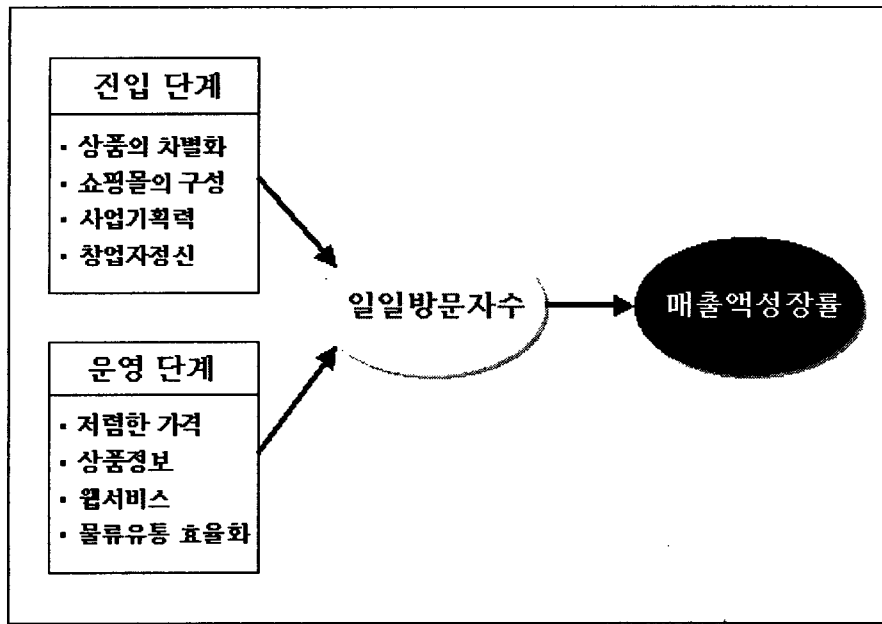 진입 단계
▪ 상품의 차별화
▪ 쇼핑몰의 구성
▪ 사업기획력
▪ 창업자정신
일일방문자수
매출액성장률
운영 단계
▪ 저렴한 가격
▪ 상품정보
▪ 웹서비스
▪ 물류유통 효율화